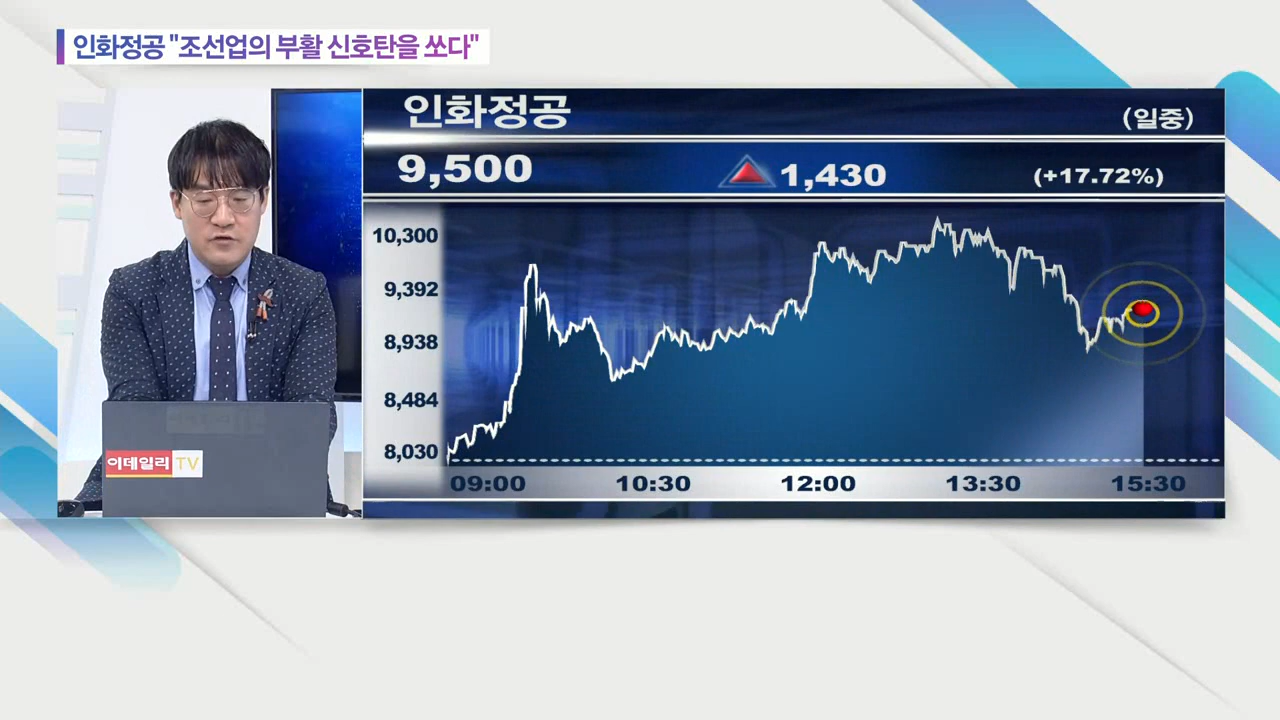 인화정공 "조선업의 부활 신호탄을 쏘다"
인화정공 (일중)
9,500 1,430 (+17.72%)
10,300
9,392
8,938
8,484
8,030
09:00 10:30 12:00 13:30 15:30
이데일리 TV